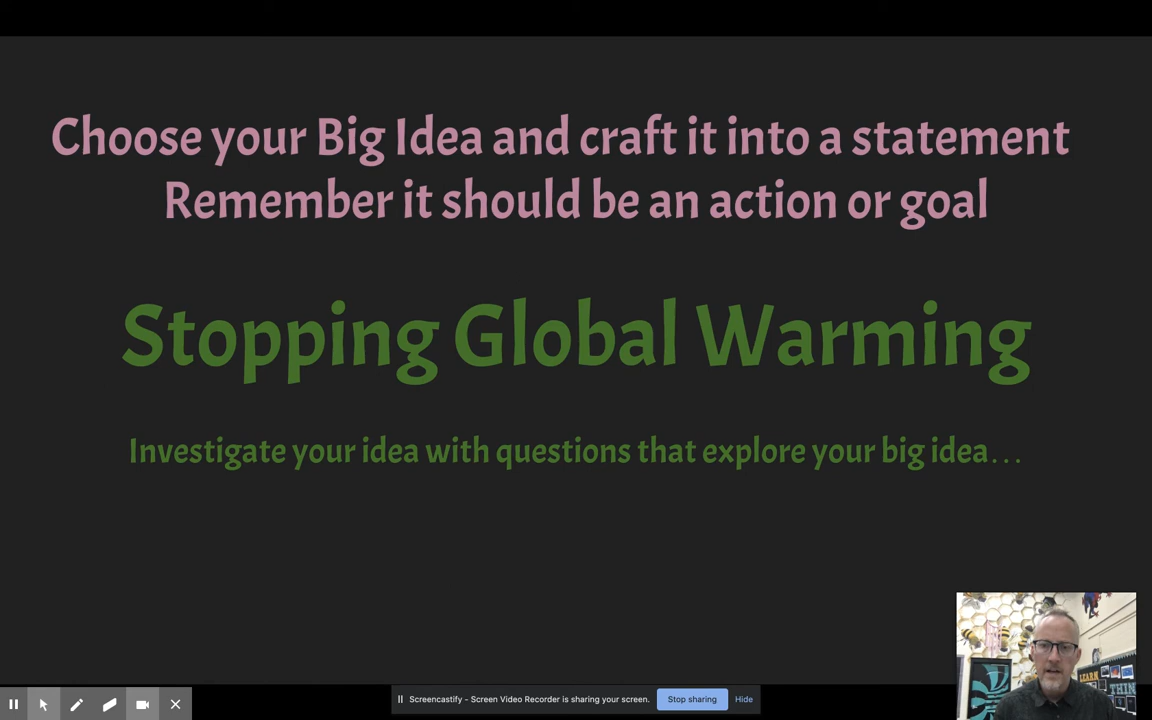 Choose your Big Idea and craft it into a statement
Remember it should be an action or goal
Stopping Global Warming
Investigate your idea with questions that explore your big idea...
LEARN
THIN
Screencastify - Screen Video Recorder is sharing your screen.
Stop sharing
Hide